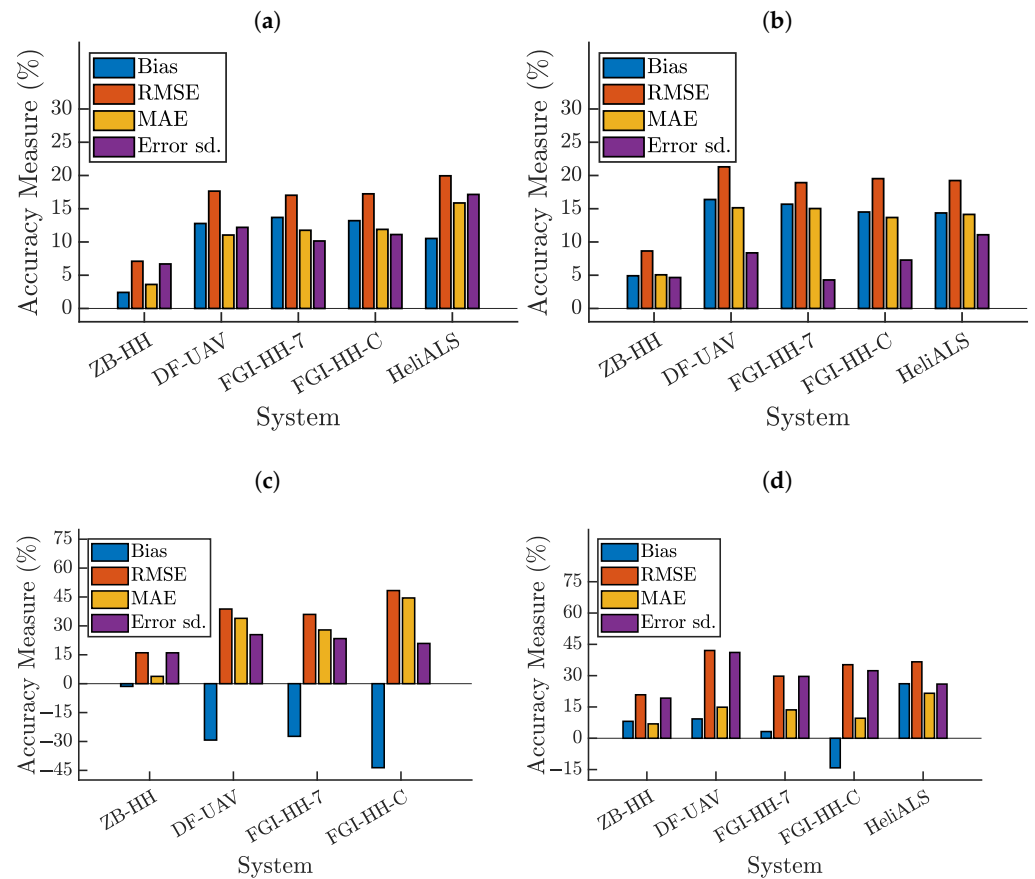 (a)
Accuracy Measure (%)
30
25
20
15
10
5
0
Bias
RMSE
MAE
Error sd.
ZB-HH
DF-UAV
FGI-HH-7
FGI-HH-C
HeliALS
System
(b)
Accuracy Measure (%)
30
25
20
15
10
5
0
Bias
RMSE
MAE
Error sd.
ZB-HH
DF-UAV
FGI-HH-7
FGI-HH-C
HeliALS
System
(c)
Accuracy Measure (%)
75
60
45
30
15
0
−15
−30
−45
Bias
RMSE
MAE
Error sd.
ZB-HH
DF-UAV
FGI-HH-7
FGI-HH-C
System
(d)
Accuracy Measure (%)
75
60
45
30
15
0
−15
Bias
RMSE
MAE
Error sd.
ZB-HH
DF-UAV
FGI-HH-7
FGI-HH-C
HeliALS
System